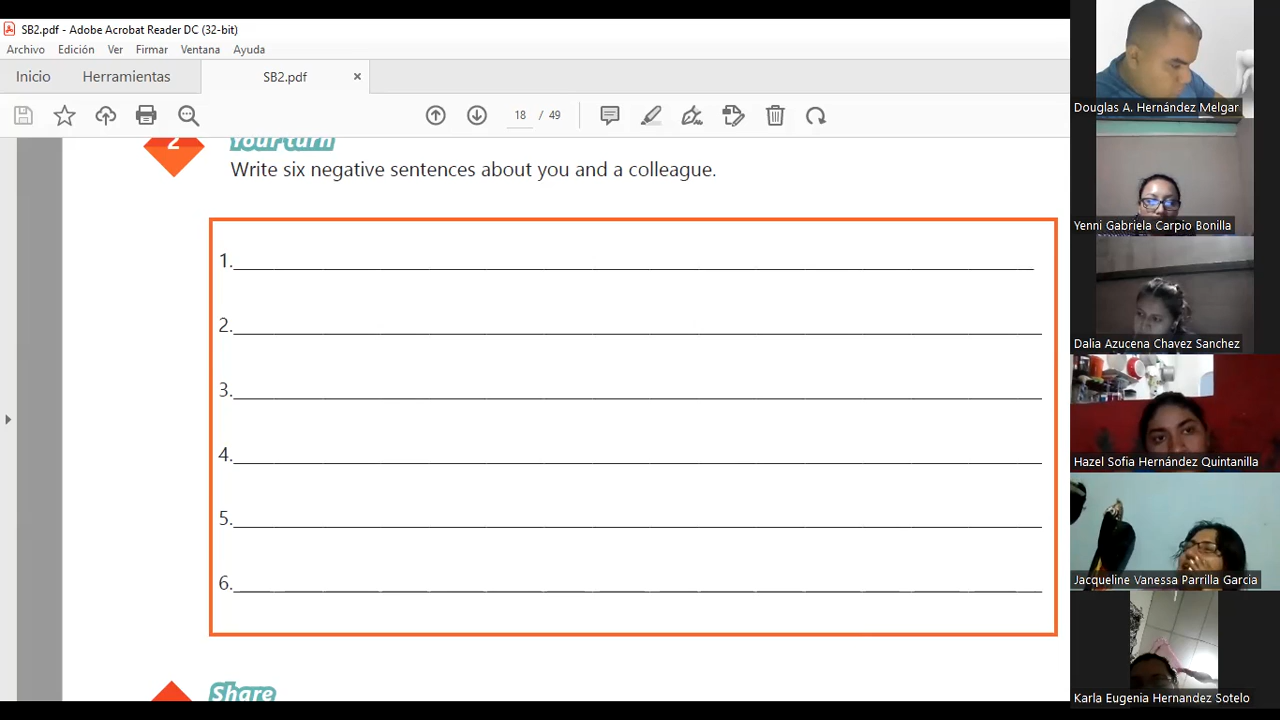 SB2.pdf - Adobe Acrobat Reader DC (32-bit)
Archivo Edición Ver Firmar Ventana Ayuda
Inicio Herramientas SB2.pdf ×
18 / 49
2 Your turn
Write six negative sentences about you and a colleague.
1.
2.
3.
4.
5.
6.
Share
Douglas A. Hernández Melgar
Yenni Gabriela Carpio Bonilla
Dalia Azucena Chavez Sanchez
Hazel Sofía Hernández Quintanilla
Jacqueline Vanessa Parrilla Garcia
Karla Eugenia Hernandez Sotelo